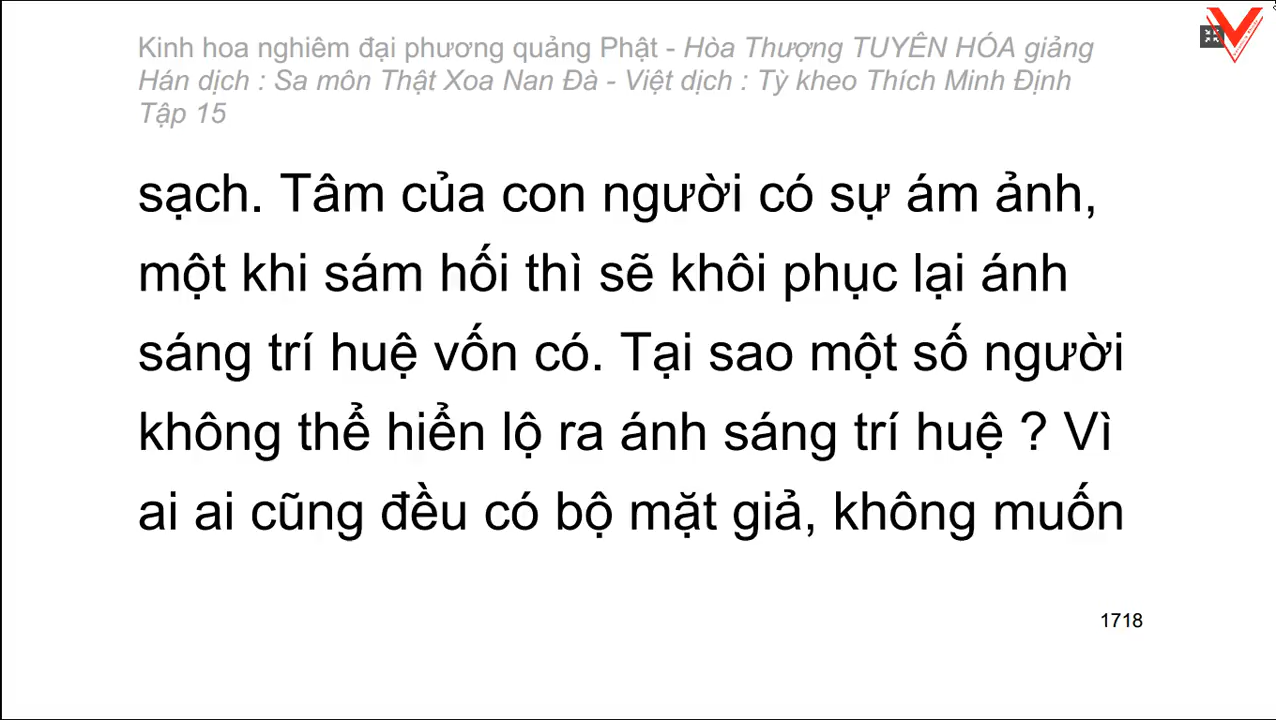 Kinh hoa nghiêm đại phương quảng Phật - Hòa Thượng TUYÊN HÓA giảng
Hán dịch : Sa môn Thật Xoa Nan Đà - Việt dịch : Tỳ kheo Thích Minh Định
Tập 15
sạch. Tâm của con người có sự ám ảnh,
một khi sám hối thì sẽ khôi phục lại ánh
sáng trí huệ vốn có. Tại sao một số người
không thể hiển lộ ra ánh sáng trí huệ ? Vì
ai ai cũng đều có bộ mặt giả, không muốn
1718